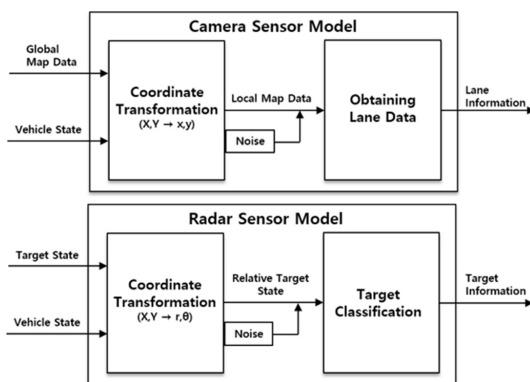 Camera Sensor Model
Global
Map Data
Vehicle State
Coordinate
Transformation
(X,Y → x,y)
Local Map Data
Noise
Obtaining
Lane Data
Lane
Information
Radar Sensor Model
Target State
Vehicle State
Coordinate
Transformation
(X,Y → r,θ)
Relative Target
State
Noise
Target
Classification
Target
Information